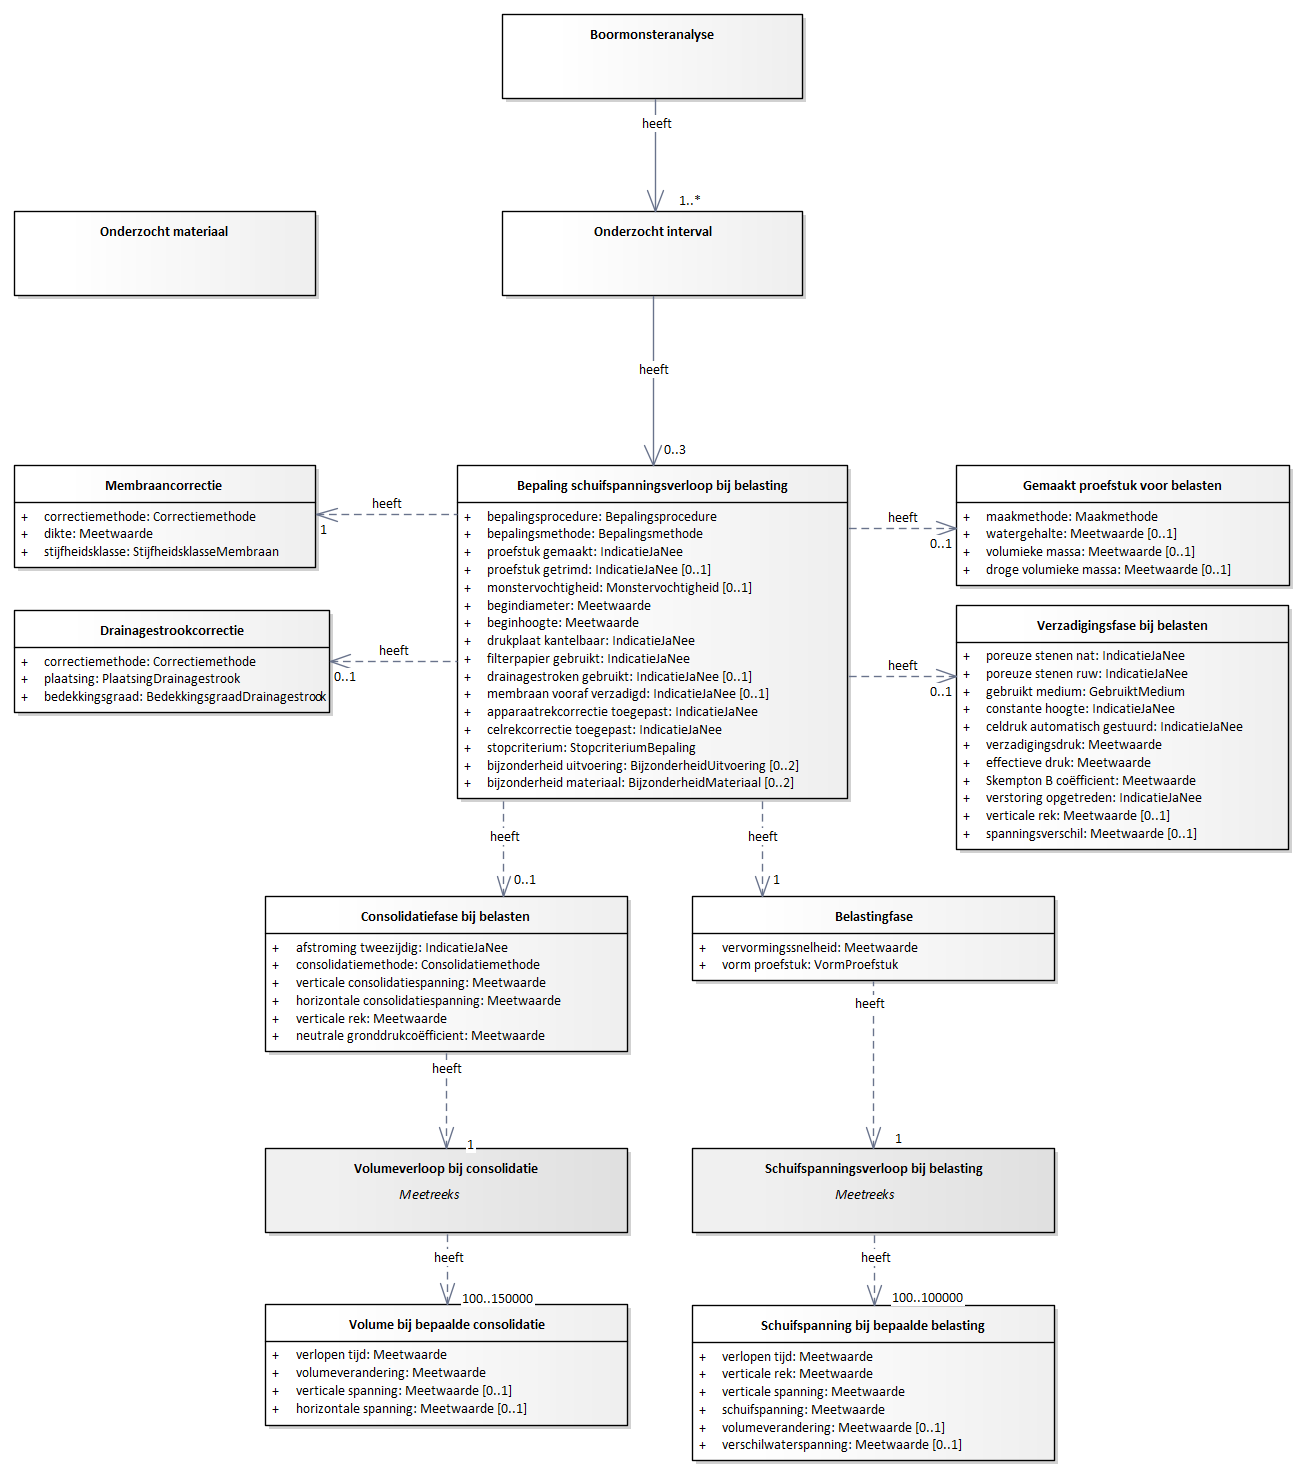 Boormonsteranalyse
heeft
1..*
Onderzocht materiaal
Onderzocht interval
heeft
0..3
Membraancorrectie
+ correctiemethode: Correctiemethode
+ dikte: Meetwaarde
+ stijfheidsklasse: StijfheidsklasseMembraan
heeft
1
Bepaling schuifspanningsverloop bij belasting
+ bepalingsprocedure: Bepalingsprocedure
+ bepalingsmethode: Bepalingsmethode
+ proefstuk gemaakt: IndicatieJaNee
+ proefstuk getrimd: IndicatieJaNee [0..1]
+ monstervochtigheid: Monstervochtigheid [0..1]
+ begindiameter: Meetwaarde
+ beginhoogte: Meetwaarde
+ drukplaat kantelbaar: IndicatieJaNee
+ filterpapier gebruikt: IndicatieJaNee
+ drainagestroken gebruikt: IndicatieJaNee [0..1]
+ membraan vooraf verzadigd: IndicatieJaNee [0..1]
+ apparaatrekcorrectie toegepast: IndicatieJaNee
+ celrekcorrectie toegepast: IndicatieJaNee
+ stopcriterium: StopcriteriumBepaling
+ bijzonderheid uitvoering: BijzonderheidUitvoering [0..2]
+ bijzonderheid materiaal: BijzonderheidMateriaal [0..2]
heeft
0..1
Gemaakt proefstuk voor belasten
+ maakmethode: Maakmethode
+ watergehalte: Meetwaarde [0..1]
+ volumieke massa: Meetwaarde [0..1]
+ droge volumieke massa: Meetwaarde [0..1]
Drainagestrookcorrectie
+ correctiemethode: Correctiemethode
+ plaatsing: PlaatsingDrainagestrook
+ bedekkingsgraad: BedekkingsgraadDrainagestrook
heeft
0..1
heeft
0..1
Verzadigingsfase bij belasten
+ poreuze stenen nat: IndicatieJaNee
+ poreuze stenen ruw: IndicatieJaNee
+ gebruikt medium: GebruiktMedium
+ constante hoogte: IndicatieJaNee
+ celdruk automatisch gestuurd: IndicatieJaNee
+ verzadigingsdruk: Meetwaarde
+ effectieve druk: Meetwaarde
+ Skempton B coëfficient: Meetwaarde
+ verstoring opgetreden: IndicatieJaNee
+ verticale rek: Meetwaarde [0..1]
+ spanningsverschil: Meetwaarde [0..1]
heeft
0..1
heeft
1
Consolidatiefase bij belasten
+ afstroming tweezijdig: IndicatieJaNee
+ consolidatiemethode: Consolidatiemethode
+ verticale consolidatiespanning: Meetwaarde
+ horizontale consolidatiespanning: Meetwaarde
+ verticale rek: Meetwaarde
+ neutrale gronddrukcoëfficient: Meetwaarde
Belastingfase
+ vervormingssnelheid: Meetwaarde
+ vorm proefstuk: VormProefstuk
heeft
1
heeft
1
Volumeverloop bij consolidatie
Meetreeks
Schuifspanningsverloop bij belasting
Meetreeks
heeft
100..150000
heeft
100..100000
Volume bij bepaalde consolidatie
+ verlopen tijd: Meetwaarde
+ volumeverandering: Meetwaarde
+ verticale spanning: Meetwaarde [0..1]
+ horizontale spanning: Meetwaarde [0..1]
Schuifspanning bij bepaalde belasting
+ verlopen tijd: Meetwaarde
+ verticale rek: Meetwaarde
+ verticale spanning: Meetwaarde
+ schuifspanning: Meetwaarde
+ volumeverandering: Meetwaarde [0..1]
+ verschilwaterspanning: Meetwaarde [0..1]